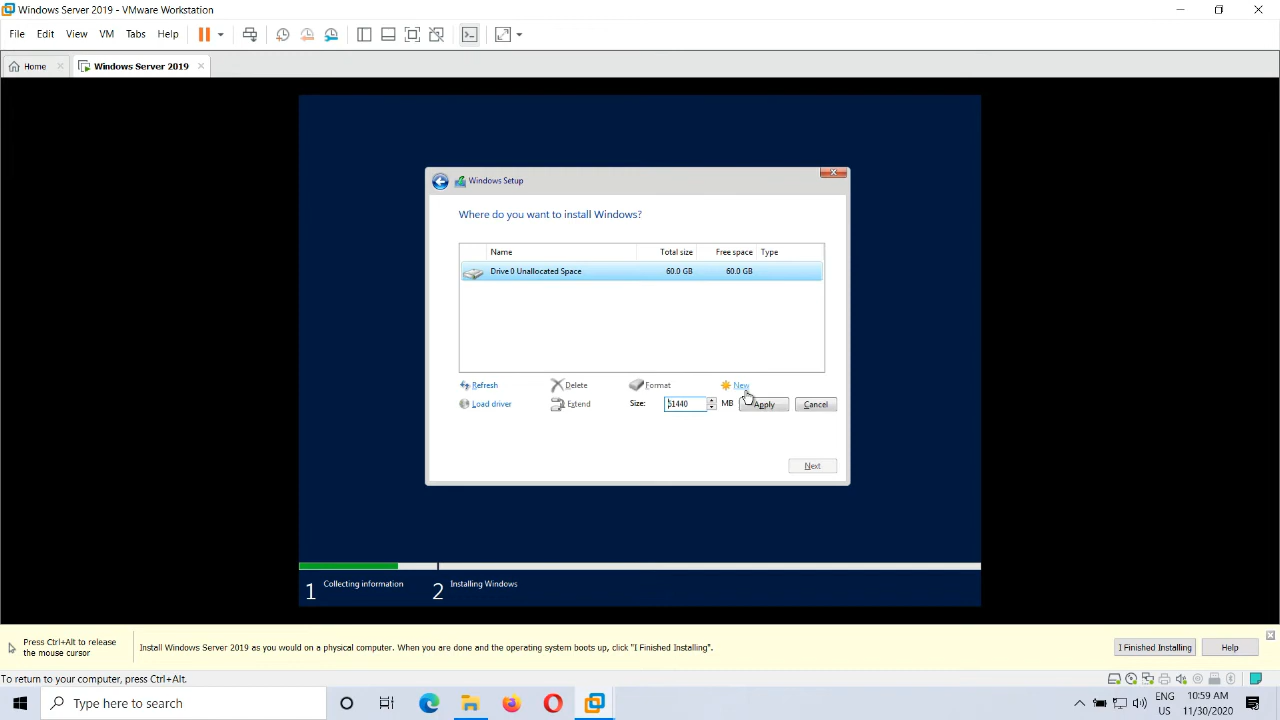 Windows Server 2019 - VMware Workstation
File Edit View VM Tabs Help
Home Windows Server 2019
Windows Setup
Where do you want to install Windows?
Name Total size Free space Type
Drive 0 Unallocated Space 60.0 GB 60.0 GB
Refresh Delete Format New
Load driver Extend Size: 61440 MB Apply Cancel
Next
1 Collecting information 2 Installing Windows
Press Ctrl+Alt to release
the mouse cursor
Install Windows Server 2019 as you would on a physical computer. When you are done and the operating system boots up, click "I Finished Installing".
I Finished Installing Help
To return to your computer, press Ctrl+Alt.
Type here to search
ENG
US
10:59 AM
11/30/2020